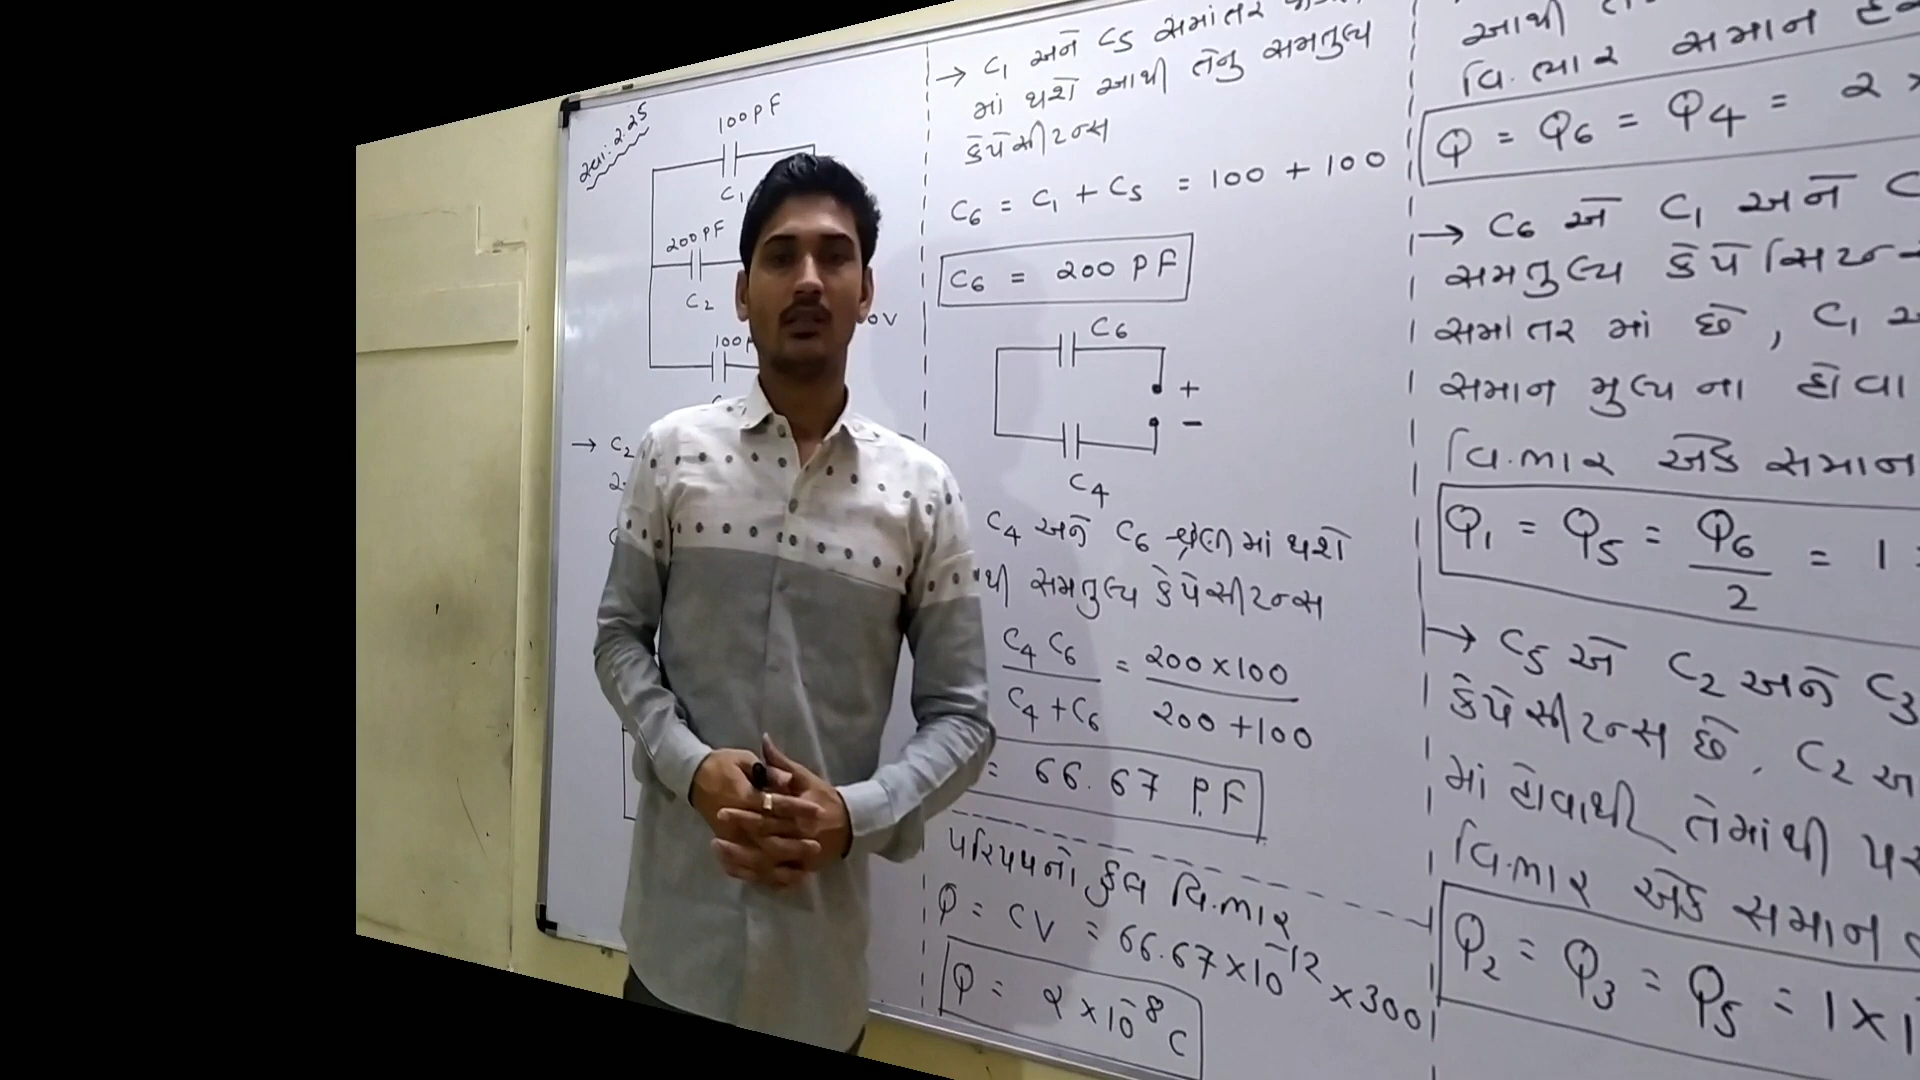 સ્વા: 2.25
100 PF
C1
200 PF
C2
100
0V
→ C2
2.
→ C1 અને C5 સમાંતર
માં થશે આથી તેનુ સમતુલ્ય
કેપેસીટન્સ
C6 = C1 + C5 = 100 + 100
C6 = 200 PF
C6
+
−
C4
C4 અને C6 શ્રેણી માં થશે
થી સમતુલ્ય કેપેસીટન્સ
C4 C6 / C4 + C6 = 200 × 100 / 200 + 100
= 66.67 PF
પરિપથનો કુલ વિ.ભાર
Q = CV = 66.67 × 10^-12 × 300
Q = 2 × 10^-8 C
આથી
વિ. ભાર સમાન
Q = Q6 = Q4 = 2 ×
→ C6 એ C1 અને C
સમતુલ્ય કેપેસિટન્
સમાંતર માં છે, C1
સમાન મુલ્ય ના હોવા
વિ.ભાર એક સમાન
Q1 = Q5 = Q6 / 2 = 1
→ C5 એ C2 અને C3
કેપેસીટન્સ છે. C2 અ
માં હોવાથી તેમાંથી પ
વિ.ભાર એક સમાન
Q2 = Q3 = Q5 = 1 × 1